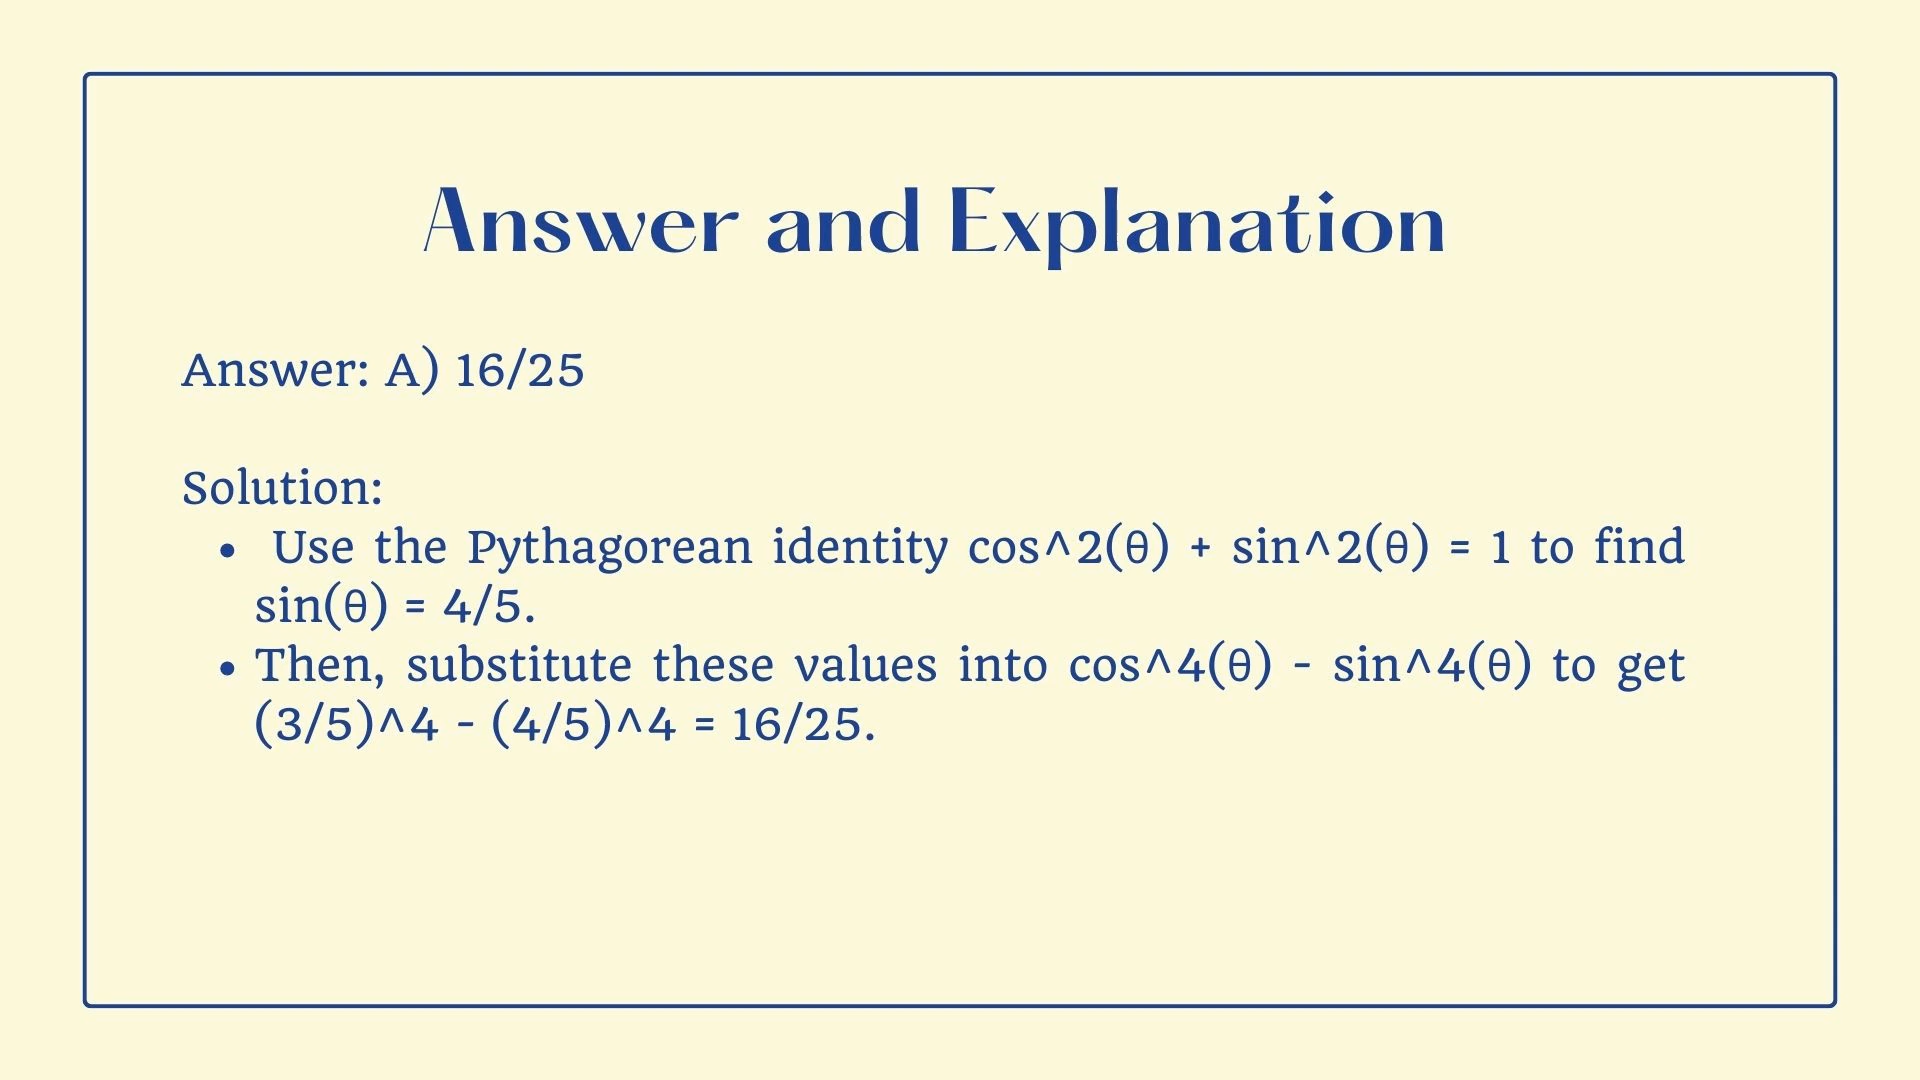 Answer and Explanation
Answer: A) 16/25
Solution:
• Use the Pythagorean identity cos^2(θ) + sin^2(θ) = 1 to find
sin(θ) = 4/5.
• Then, substitute these values into cos^4(θ) - sin^4(θ) to get
(3/5)^4 - (4/5)^4 = 16/25.